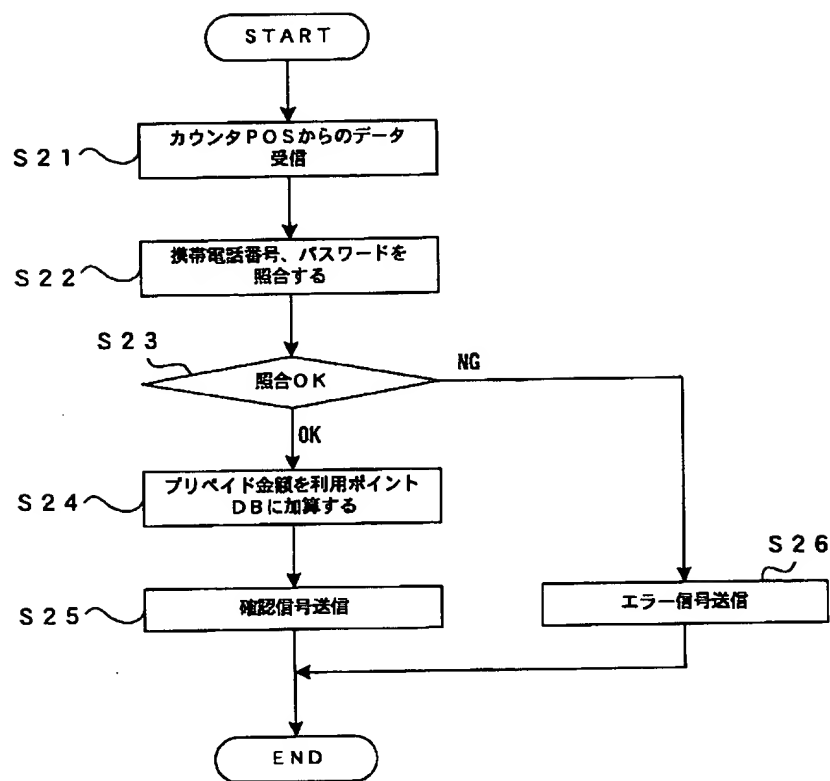 START
S21
カウンタPOSからのデータ
受信
S22
携帯電話番号、パスワードを
照合する
S23
照合OK
NG
OK
S24
プリペイド金額を利用ポイント
DBに加算する
S25
確認信号送信
S26
エラー信号送信
END